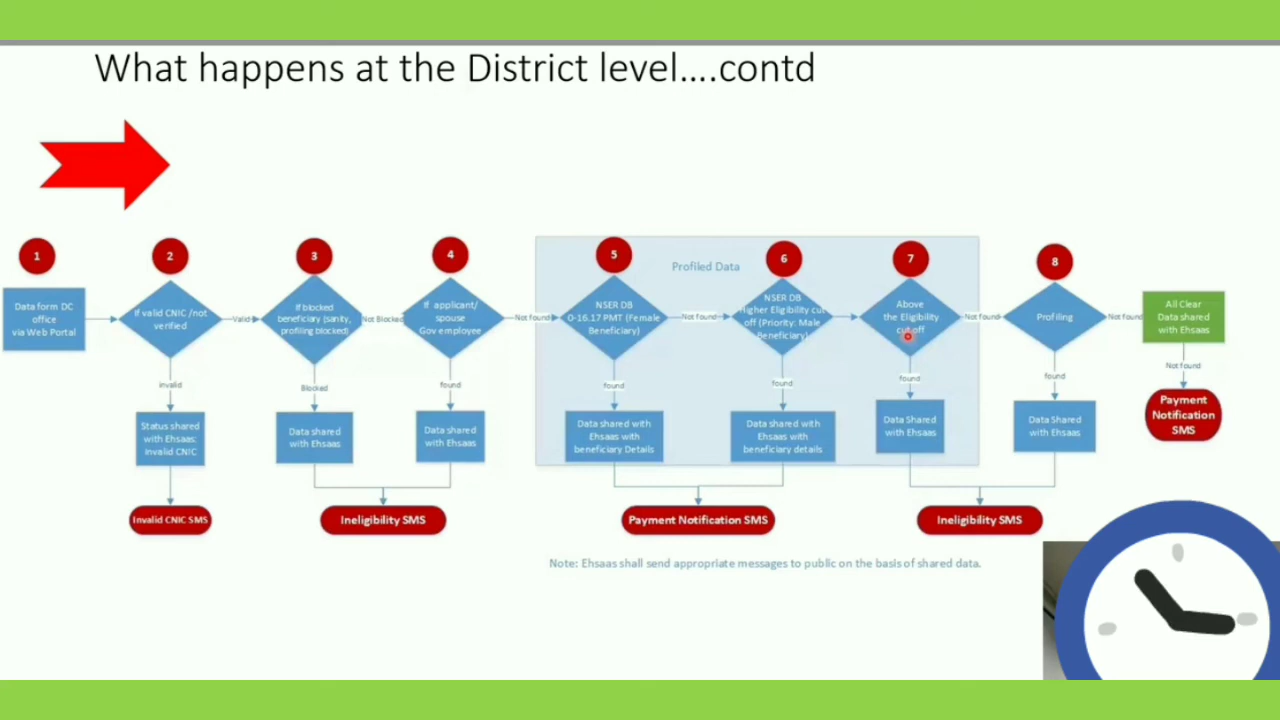 What happens at the District level....contd
1
2
3
4
5
6
7
8
Profiled Data
Data form DC
office
via Web Portal
If valid CNIC /not
verified
Valid
If blocked
beneficiary (sanity,
profiling blocked)
Not Blocked
If applicant/
spouse
Gov employee
Not found
NSER DB
0-16.17 PMT (Female
Beneficiary)
Not found
NSER DB
Higher Eligibility cut
off (Priority: Male
Beneficiary)
Above
the Eligibility
cut off
Not found
Profiling
Not found
All Clear
Data shared
with Ehsaas
invalid
Blocked
found
found
found
found
found
Not found
Status shared
with Ehsaas:
invalid CNIC
Data shared
with Ehsaas
Data shared
with Ehsaas
Data shared with
Ehsaas with
beneficiary Details
Data shared with
Ehsaas with
beneficiary details
Data Shared
with Ehsaas
Data Shared
with Ehsaas
Payment
Notification
SMS
Invalid CNIC SMS
Ineligibility SMS
Payment Notification SMS
Ineligibility SMS
Note: Ehsaas shall send appropriate messages to public on the basis of shared data.